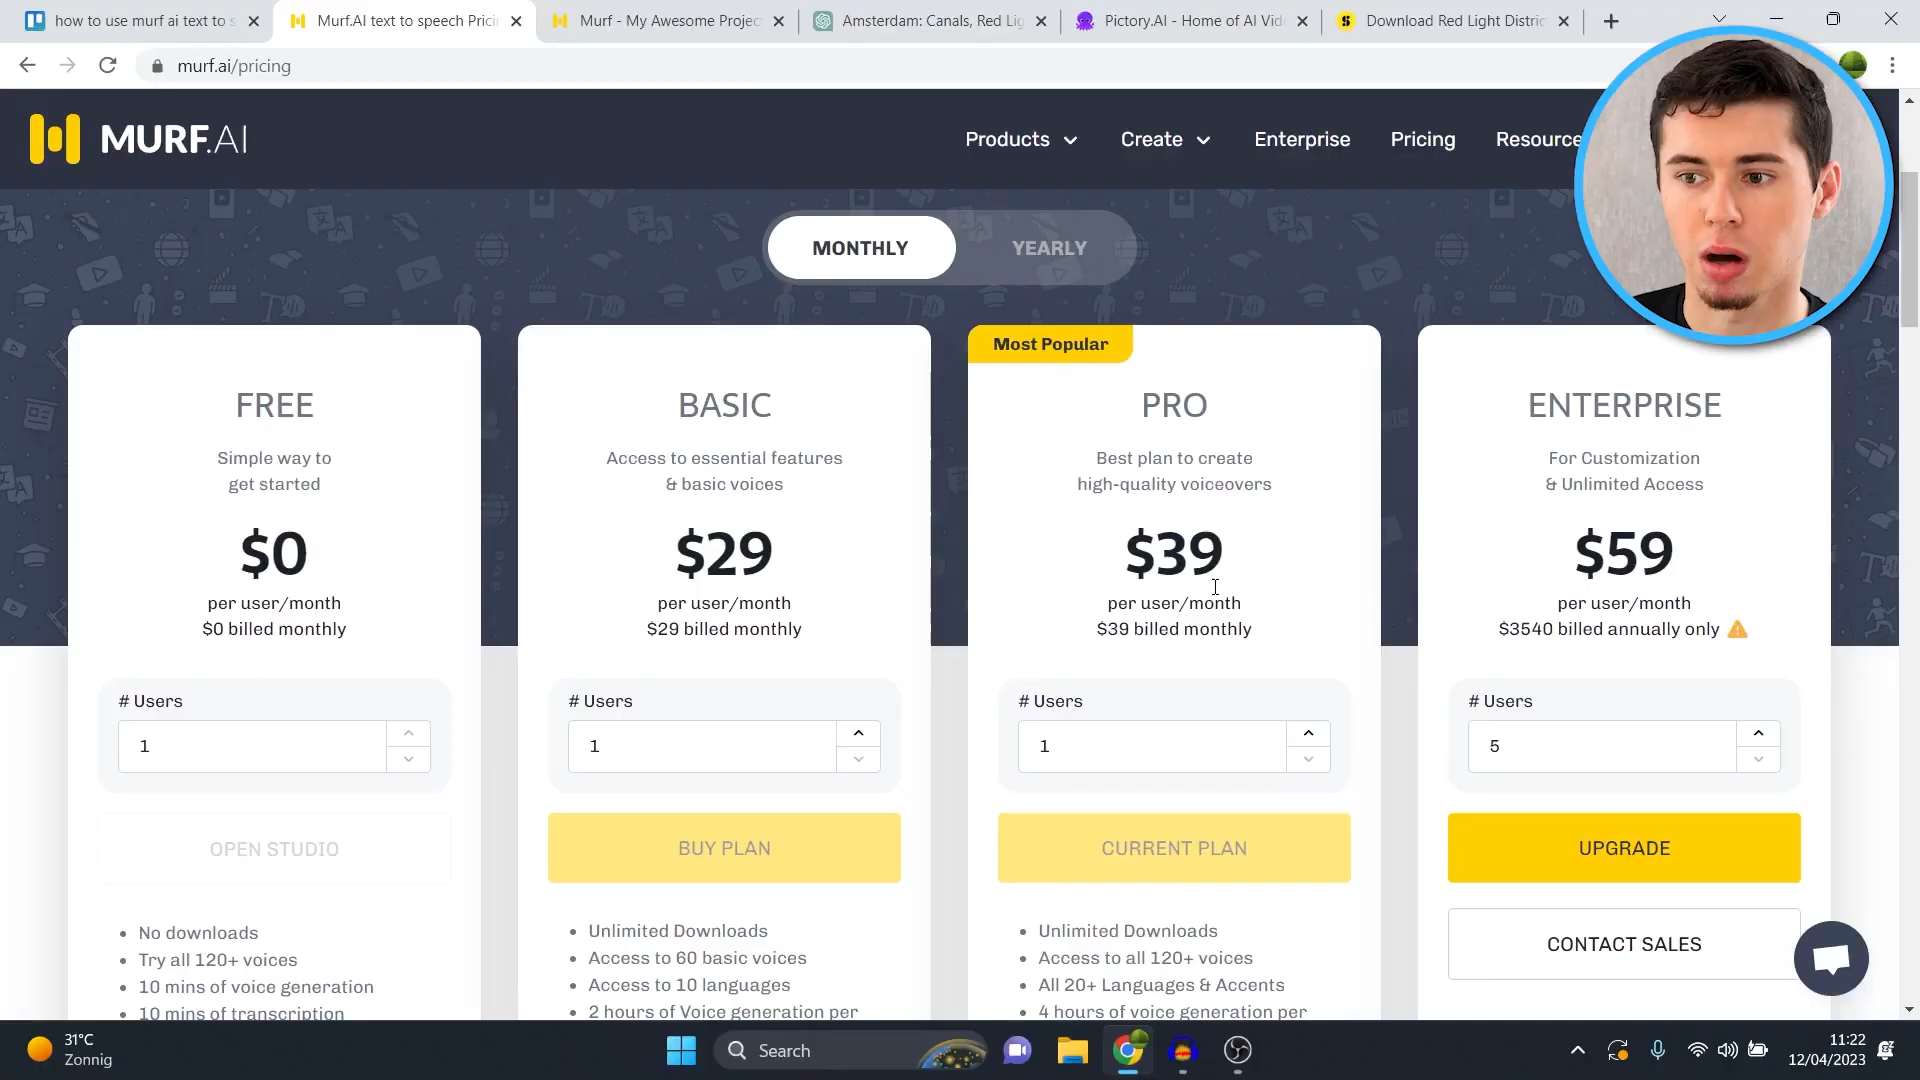 how to use murf ai text to s
Murf.AI text to speech Prici
Murf - My Awesome Project
Amsterdam: Canals, Red Lig
Pictory.AI - Home of AI Vid
Download Red Light Distric
murf.ai/pricing
MURF.AI
Products
Create
Enterprise
Pricing
Resource
MONTHLY
YEARLY
FREE
Simple way to
get started
$0
per user/month
$0 billed monthly
# Users
1
OPEN STUDIO
No downloads
Try all 120+ voices
10 mins of voice generation
10 mins of transcription
BASIC
Access to essential features
& basic voices
$29
per user/month
$29 billed monthly
# Users
1
BUY PLAN
Unlimited Downloads
Access to 60 basic voices
Access to 10 languages
2 hours of Voice generation per
Most Popular
PRO
Best plan to create
high-quality voiceovers
$39
per user/month
$39 billed monthly
# Users
1
CURRENT PLAN
Unlimited Downloads
Access to all 120+ voices
All 20+ Languages & Accents
4 hours of voice generation per
ENTERPRISE
For Customization
& Unlimited Access
$59
per user/month
$3540 billed annually only
# Users
5
UPGRADE
CONTACT SALES
31°C
Zonnig
Search
11:22
12/04/2023